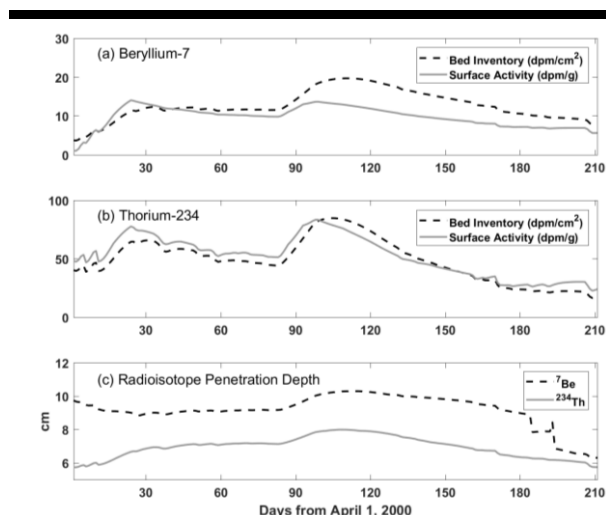 30
(a) Beryllium-7
Bed Inventory (dpm/cm²)
Surface Activity (dpm/g)
20
10
0
30 60 90 120 150 180 210
100
(b) Thorium-234
Bed Inventory (dpm/cm²)
Surface Activity (dpm/g)
50
0
30 60 90 120 150 180 210
12
(c) Radioisotope Penetration Depth
⁷Be
²³⁴Th
10
cm
8
6
30 60 90 120 150 180 210
Days from April 1, 2000